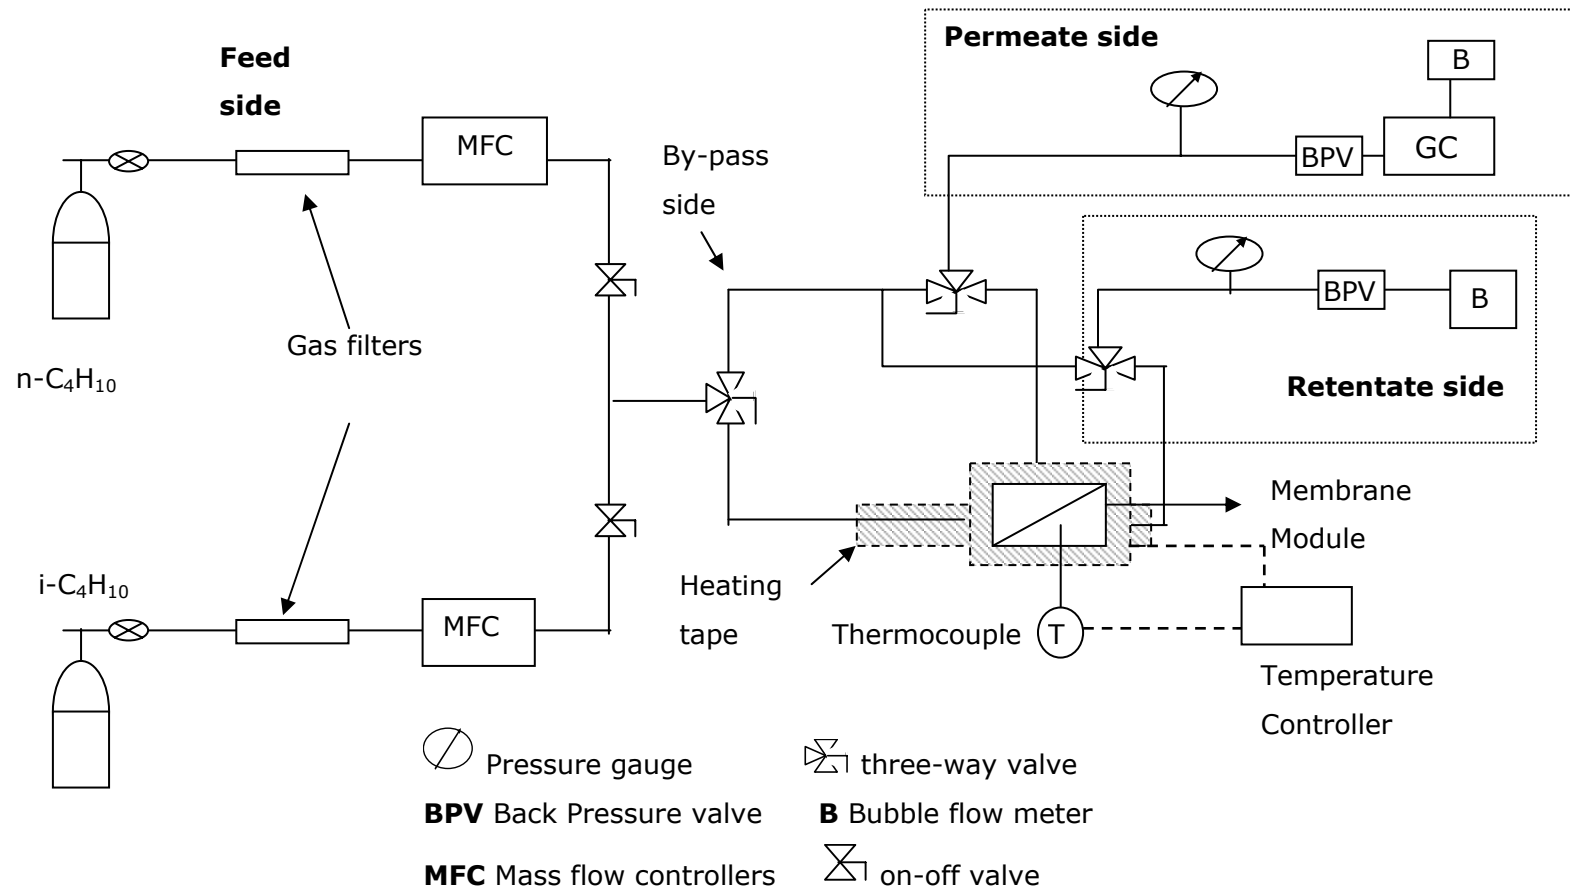 Feed
side
MFC
n-C₄H₁₀
Gas filters
i-C₄H₁₀
MFC
By-pass
side
Permeate side
B
BPV
GC
BPV
B
Retentate side
Membrane
Module
Heating
tape
Thermocouple
T
Temperature
Controller
Pressure gauge
three-way valve
BPV Back Pressure valve
B Bubble flow meter
MFC Mass flow controllers
on-off valve